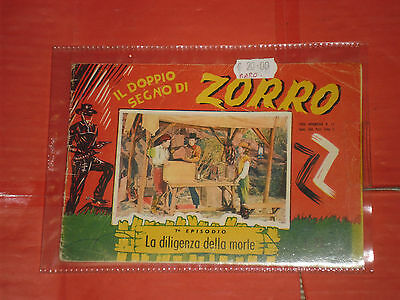 € 20.00
RARO
IL DOPPIO
SEGNO DI
ZORRO
7° EPISODIO
La diligenza della morte